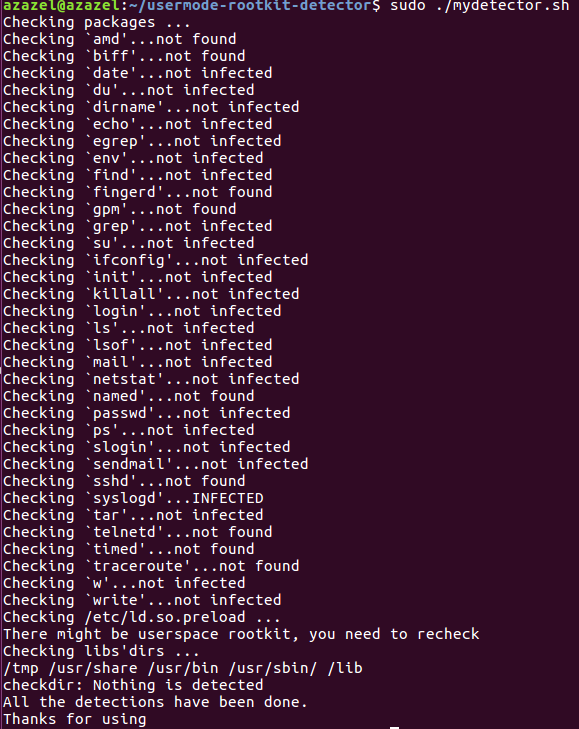 azazel@azazel:~/usermode-rootkit-detector$ sudo ./mydetector.sh
Checking packages ...
Checking `amd'...not found
Checking `biff'...not found
Checking `date'...not infected
Checking `du'...not infected
Checking `dirname'...not infected
Checking `echo'...not infected
Checking `egrep'...not infected
Checking `env'...not infected
Checking `find'...not infected
Checking `fingerd'...not found
Checking `gpm'...not found
Checking `grep'...not infected
Checking `su'...not infected
Checking `ifconfig'...not infected
Checking `init'...not infected
Checking `killall'...not infected
Checking `login'...not infected
Checking `ls'...not infected
Checking `lsof'...not infected
Checking `mail'...not infected
Checking `netstat'...not infected
Checking `named'...not found
Checking `passwd'...not infected
Checking `ps'...not infected
Checking `slogin'...not infected
Checking `sendmail'...not infected
Checking `sshd'...not found
Checking `syslogd'...INFECTED
Checking `tar'...not infected
Checking `telnetd'...not found
Checking `timed'...not found
Checking `traceroute'...not found
Checking `w'...not infected
Checking `write'...not infected
Checking /etc/ld.so.preload ...
There might be userspace rootkit, you need to recheck
Checking libs'dirs ...
/tmp /usr/share /usr/bin /usr/sbin/ /lib
checkdir: Nothing is detected
All the detections have been done.
Thanks for using